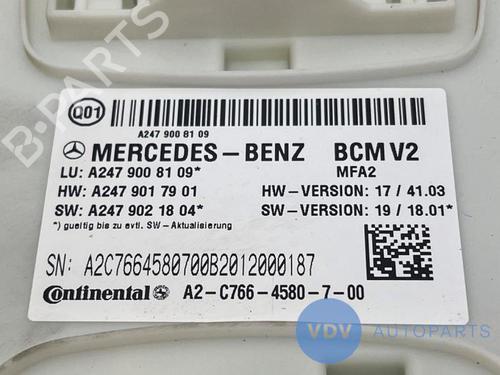 Q01
A247 900 81 09
MERCEDES-BENZ BCM V2
LU: A247 900 81 09* MFA2
HW: A247 901 79 01 HW-VERSION: 17 / 41.03
SW: A247 902 18 04* SW-VERSION: 19 / 18.01*
*) gueltig bis zu evtl. SW-Aktualisierung
SN: A2C7664580700B2012000187
Continental A2-C766-4580-7-00
B-PARTS
VDV AUTOPARTS